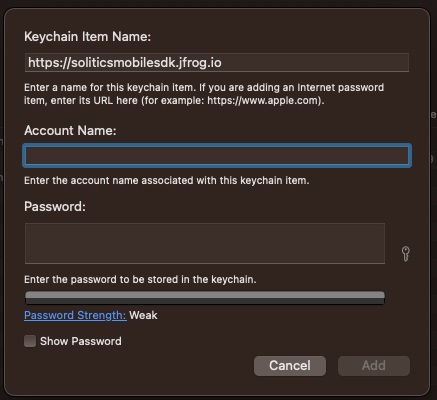 Keychain Item Name:
https://soliticsmobilesdk.jfrog.io
Enter a name for this keychain item. If you are adding an Internet password
item, enter its URL here (for example: https://www.apple.com).
Account Name:
Enter the account name associated with this keychain item.
Password:
Enter the password to be stored in the keychain.
Password Strength: Weak
Show Password
Cancel
Add